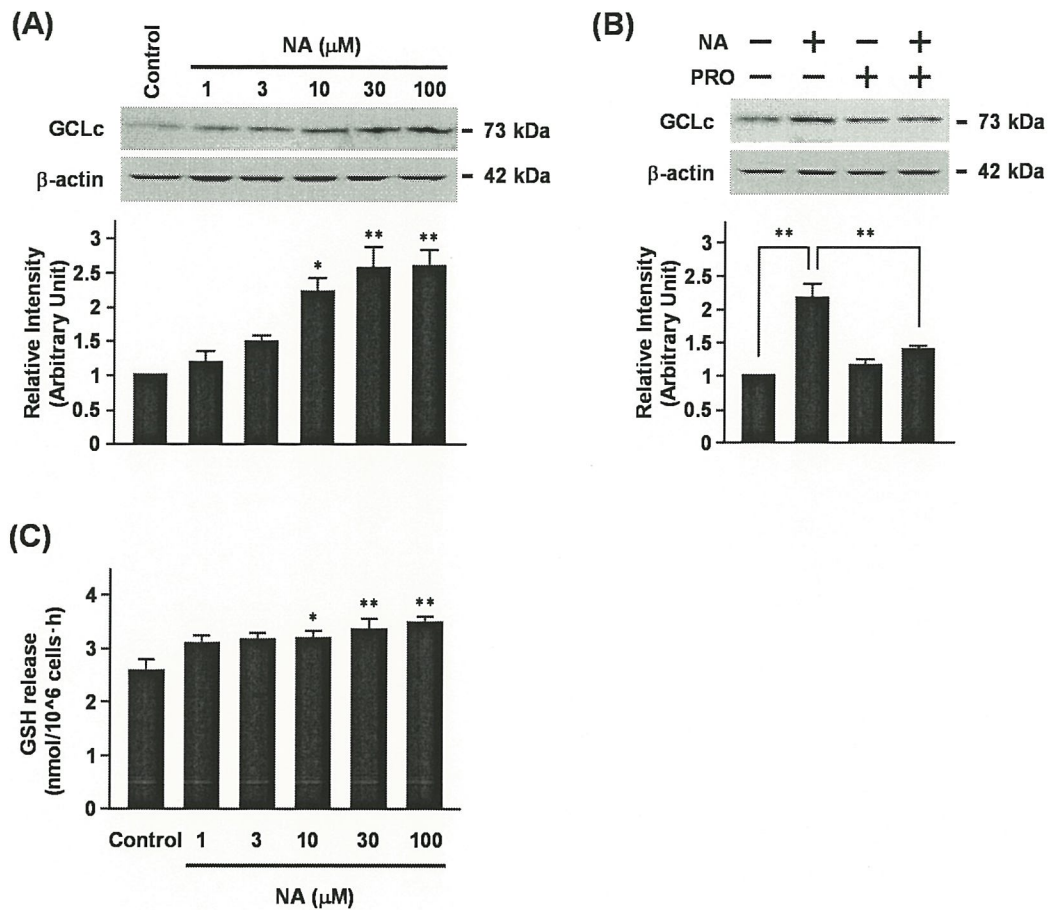 (A)
Control
NA (μM)
1 3 10 30 100
GCLc
- 73 kDa
β-actin
- 42 kDa
Relative Intensity
(Arbitrary Unit)
3
2.5
2
1.5
1
0.5
0
*
**
**
(B)
NA − + − +
PRO − − + +
GCLc
- 73 kDa
β-actin
- 42 kDa
Relative Intensity
(Arbitrary Unit)
3
2.5
2
1.5
1
0.5
0
**
**
(C)
GSH release
(nmol/10^6 cells-h)
4
3
2
1
0
*
**
**
Control 1 3 10 30 100
NA (μM)